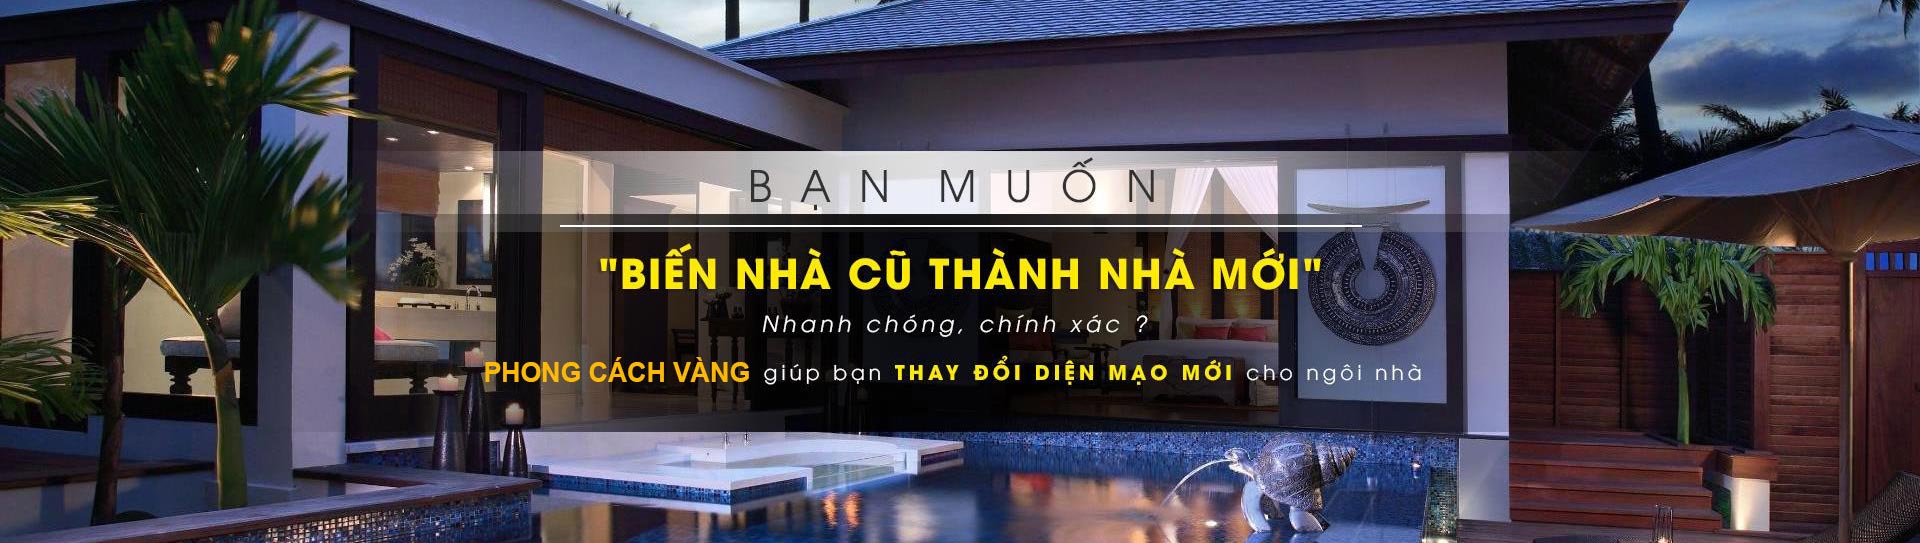 BẠN MUỐN
"BIẾN NHÀ CŨ THÀNH NHÀ MỚI"
Nhanh chóng, chính xác ?
PHONG CÁCH VÀNG giúp bạn THAY ĐỔI DIỆN MẠO MỚI cho ngôi nhà